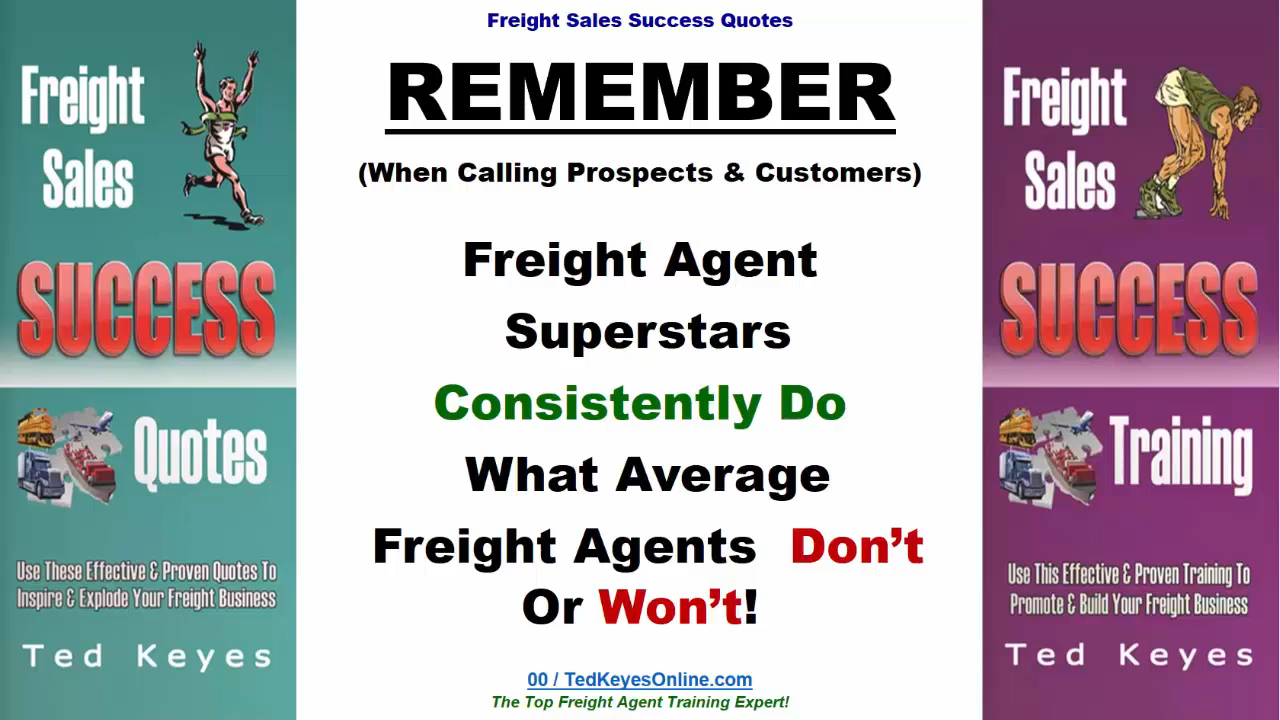 Freight Sales Success Quotes
REMEMBER
(When Calling Prospects & Customers)
Freight Agent
Superstars
Consistently Do
What Average
Freight Agents Don’t
Or Won’t!
00 / TedKeyesOnline.com
The Top Freight Agent Training Expert!
Freight
Sales
SUCCESS
Quotes
Use These Effective & Proven Quotes To
Inspire & Explode Your Freight Business
Ted Keyes
Freight
Sales
SUCCESS
Training
Use This Effective & Proven Training To
Promote & Build Your Freight Business
Ted Keyes